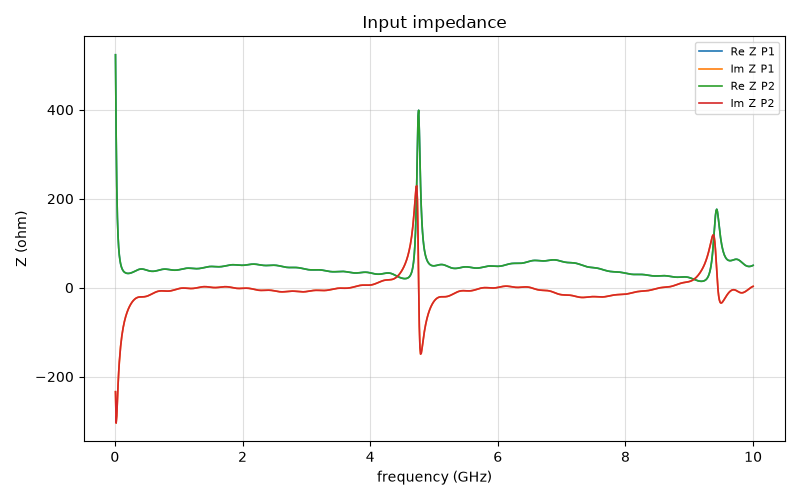 Input impedance
Re Z P1
Im Z P1
Re Z P2
Im Z P2
400
200
0
−200
Z (ohm)
0 2 4 6 8 10
frequency (GHz)